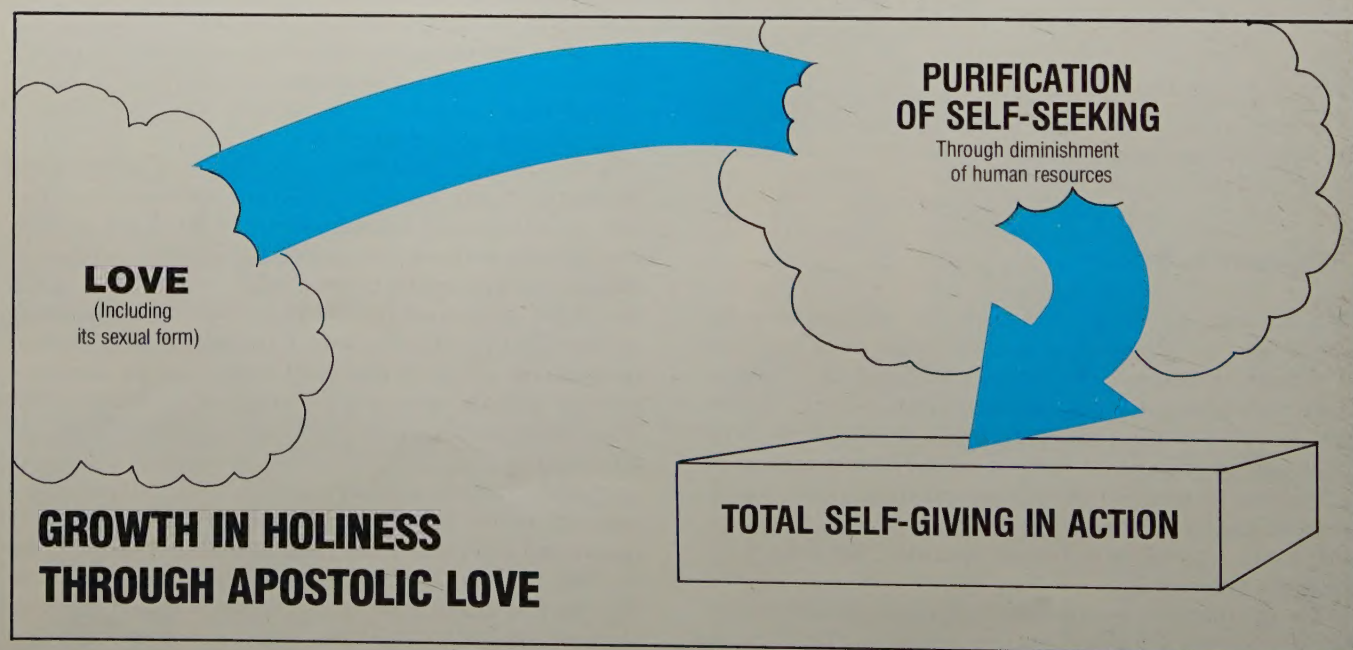 PURIFICATION
OF SELF-SEEKING
Through diminishment
of human resources
LOVE
(Including
its sexual form)
TOTAL SELF-GIVING IN ACTION
GROWTH IN HOLINESS
THROUGH APOSTOLIC LOVE